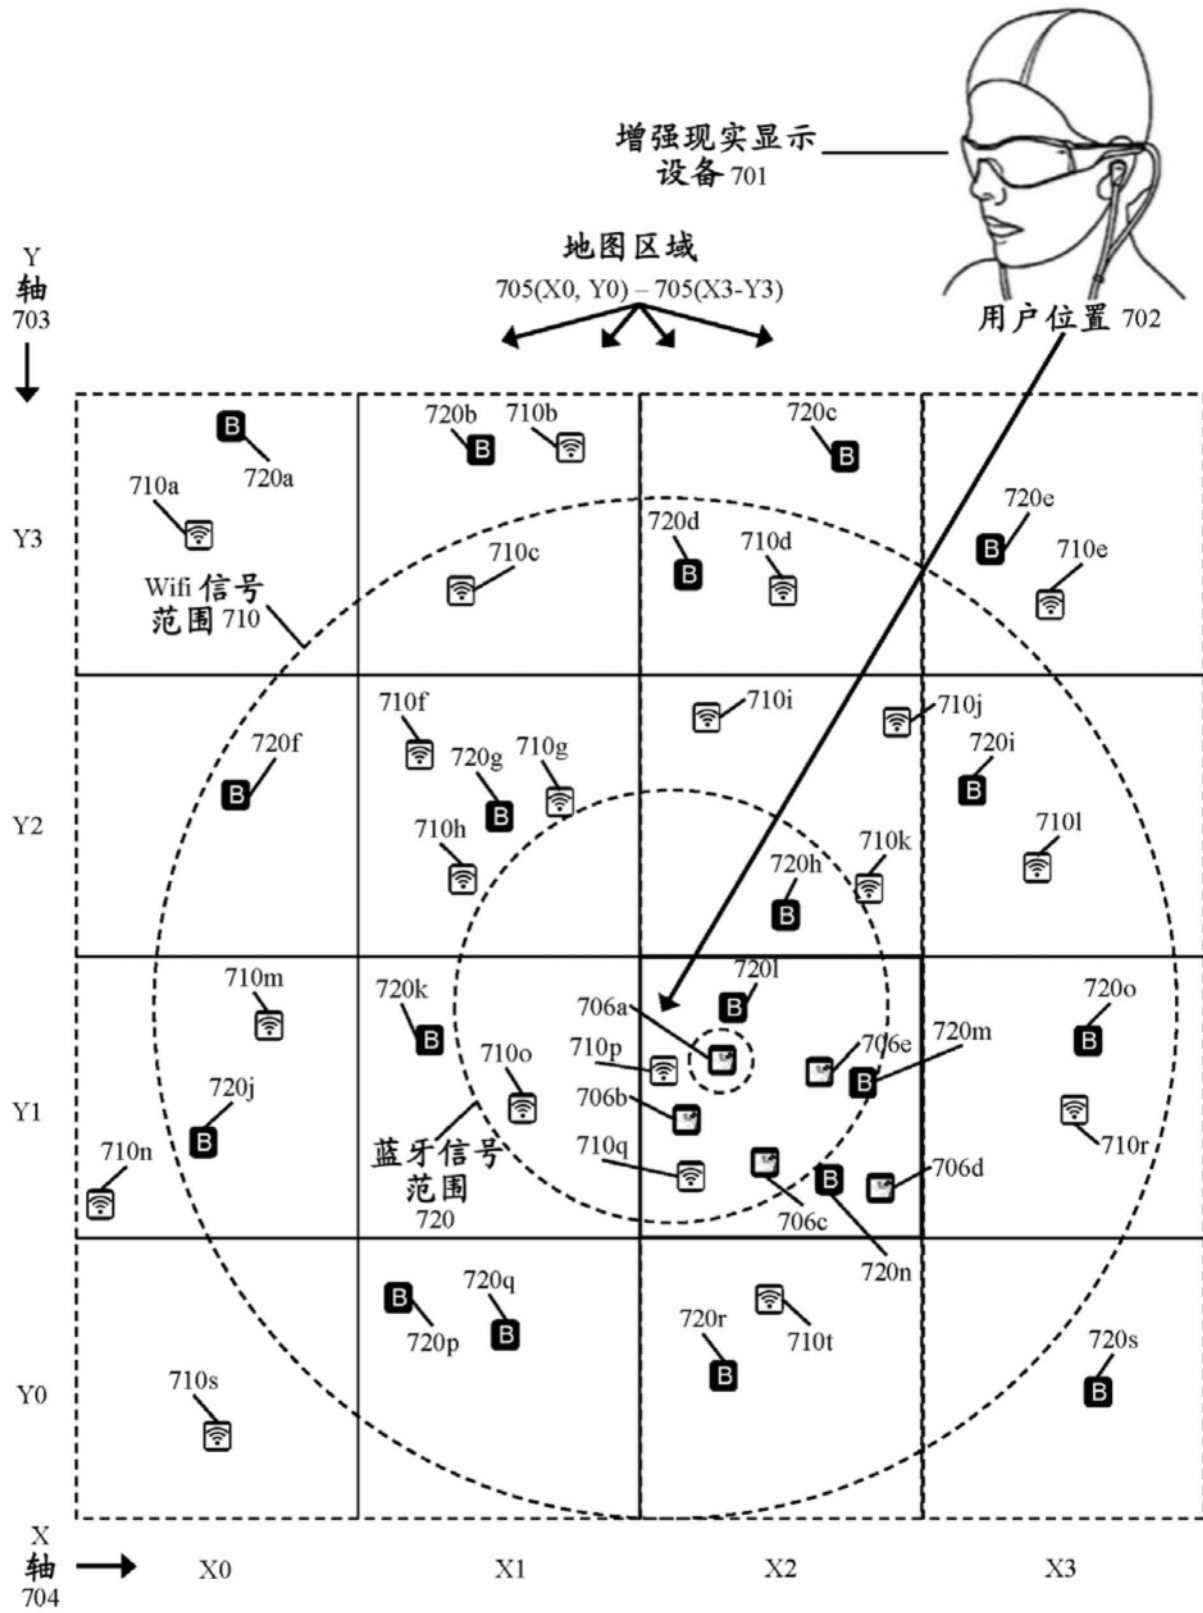 增强现实显示
设备 701
地图区域
705(X0, Y0) – 705(X3-Y3)
用户位置 702
Y
轴
703
720b
710b
720c
B
B
B
B
720a
710a
720e
Y3
720d
710d
710c
B
710e
B
Wifi 信号
范围 710
710f
710i
710j
720f
720g
710g
720i
B
B
B
Y2
710h
720h
710k
710l
B
710m
720k
706a
720l
B
720o
B
B
710o
710p
706e
720m
B
720j
706b
Y1
B
710n
蓝牙信号
范围
720
710q
B
706c
706d
710r
720n
720q
B
720p
B
720r
710t
720s
B
B
Y0
710s
X
轴
704
X0
X1
X2
X3